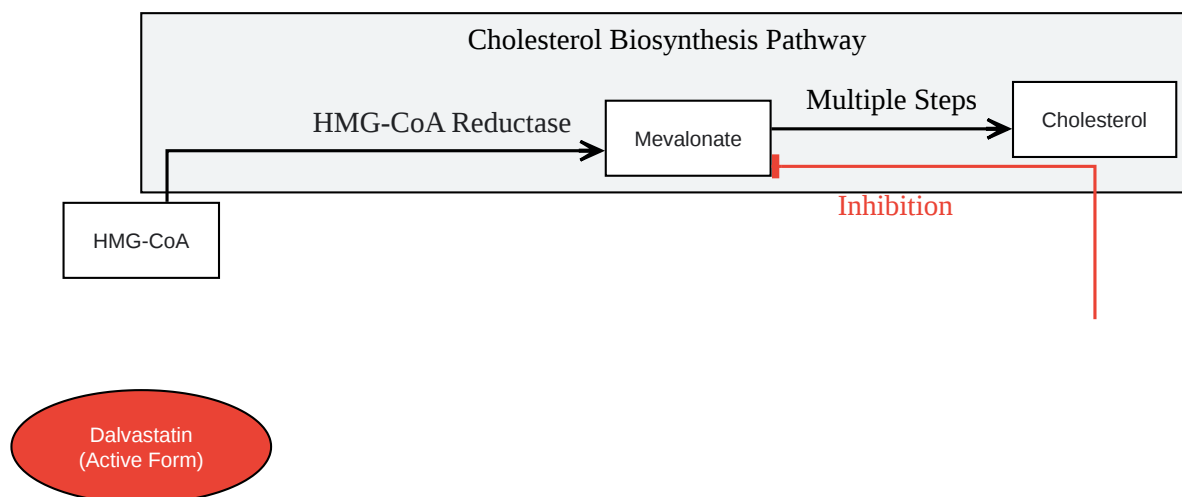 Cholesterol Biosynthesis Pathway
HMG-CoA Reductase
Multiple Steps
Mevalonate
Cholesterol
Inhibition
HMG-CoA
Dalvastatin
(Active Form)